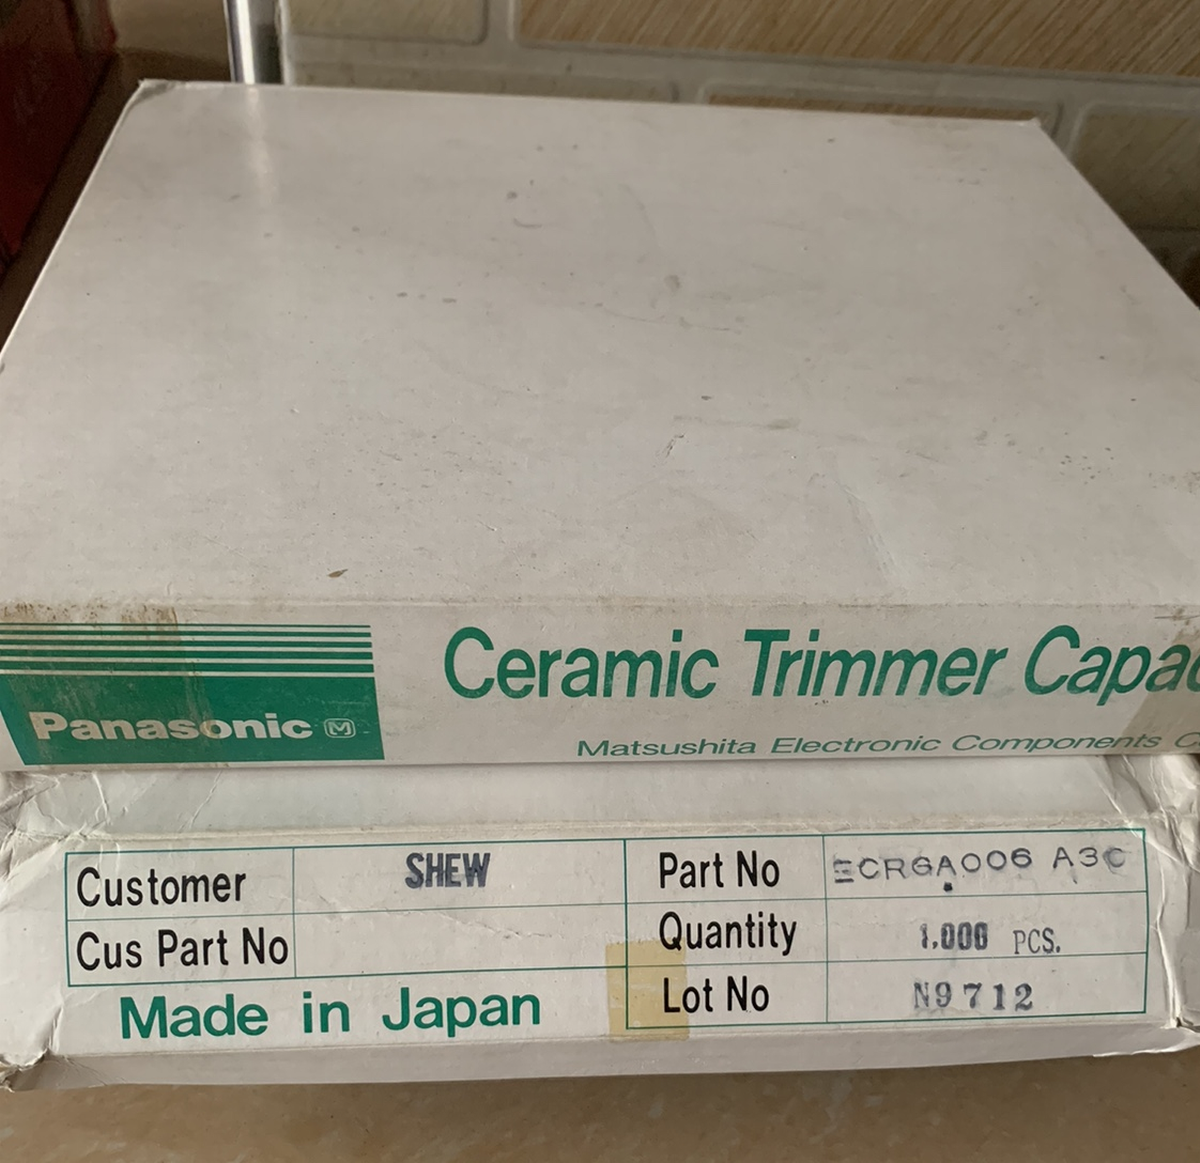 Panasonic M
Ceramic Trimmer Capac
Matsushita Electronic Components C
Customer SHEW
Part No ECRGA006 A3C
Cus Part No
Quantity 1.000 PCS.
Lot No N9712
Made in Japan